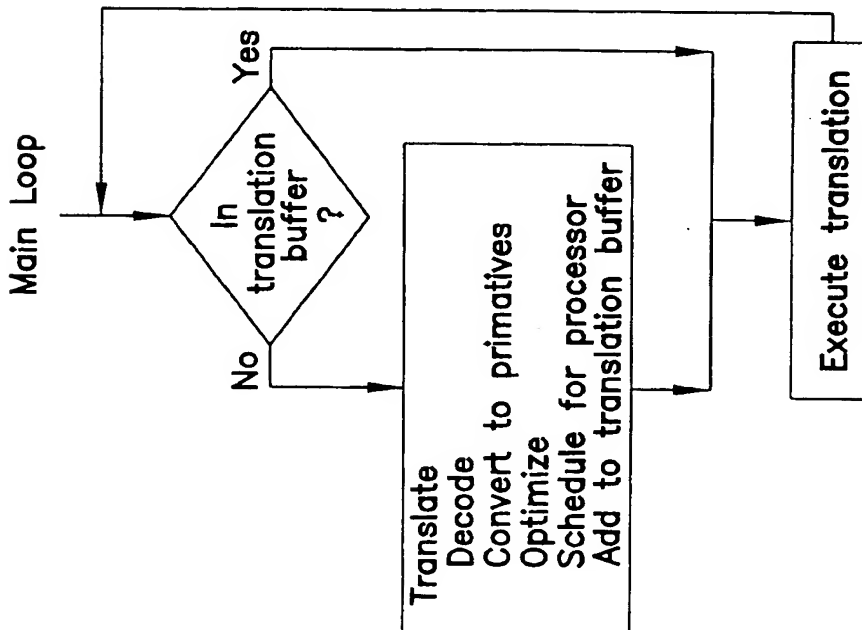 Main Loop
In
translation
buffer
?
Yes
No
Translate
Decode
Convert to primatives
Optimize
Schedule for processor
Add to translation buffer
Execute translation